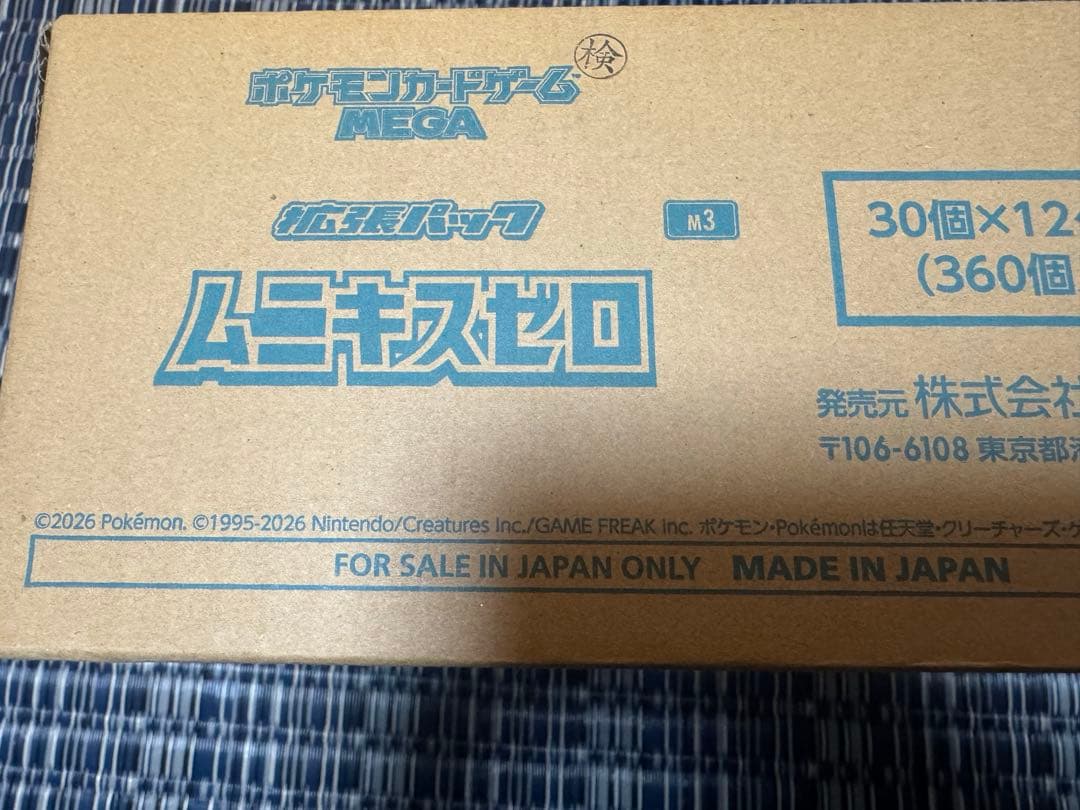 検
ポケモンカードゲーム™
MEGA
拡張パック
M3
ムニキスゼロ
30個×12
(360個
発売元 株式会社
〒106-6108 東京都港
©2026 Pokémon. ©1995-2026 Nintendo/Creatures Inc./GAME FREAK inc. ポケモン・Pokémonは任天堂・クリーチャーズ・ゲ
FOR SALE IN JAPAN ONLY MADE IN JAPAN